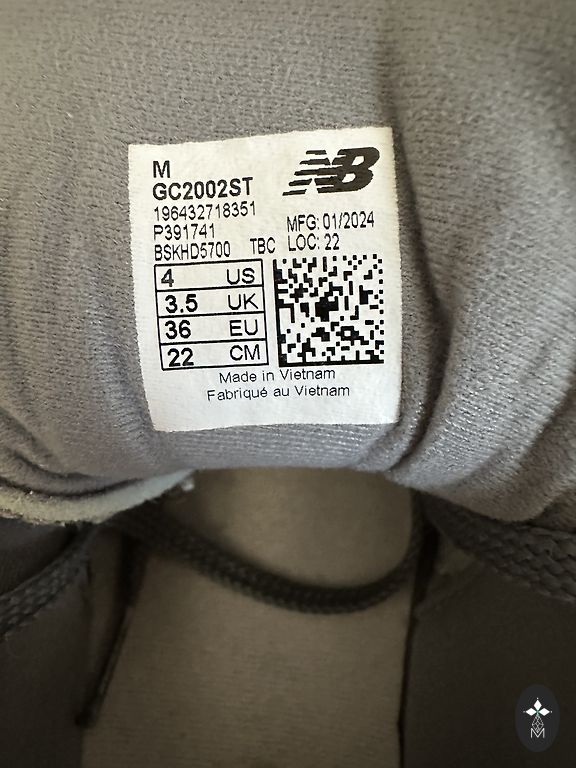 M
GC2002ST
196432718351
P391741
BSKHD5700 TBC
NB
MFG: 01/2024
LOC: 22
4 US
3.5 UK
36 EU
22 CM
Made in Vietnam
Fabriqué au Vietnam
M